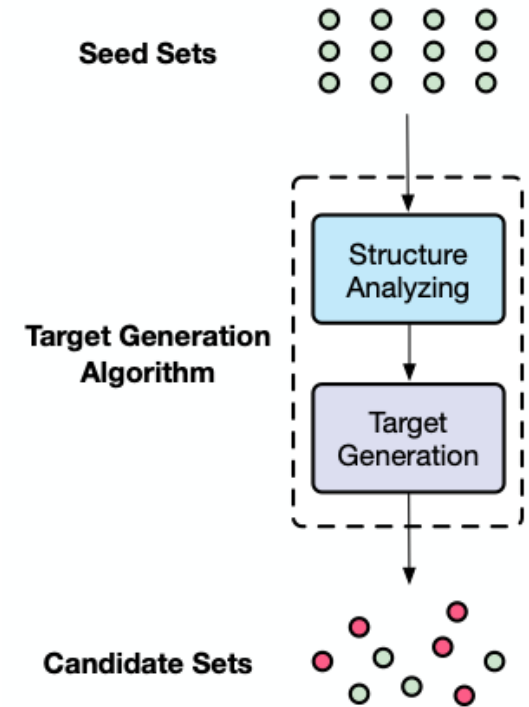 Seed Sets
Structure
Analyzing
Target Generation
Algorithm
Target
Generation
Candidate Sets